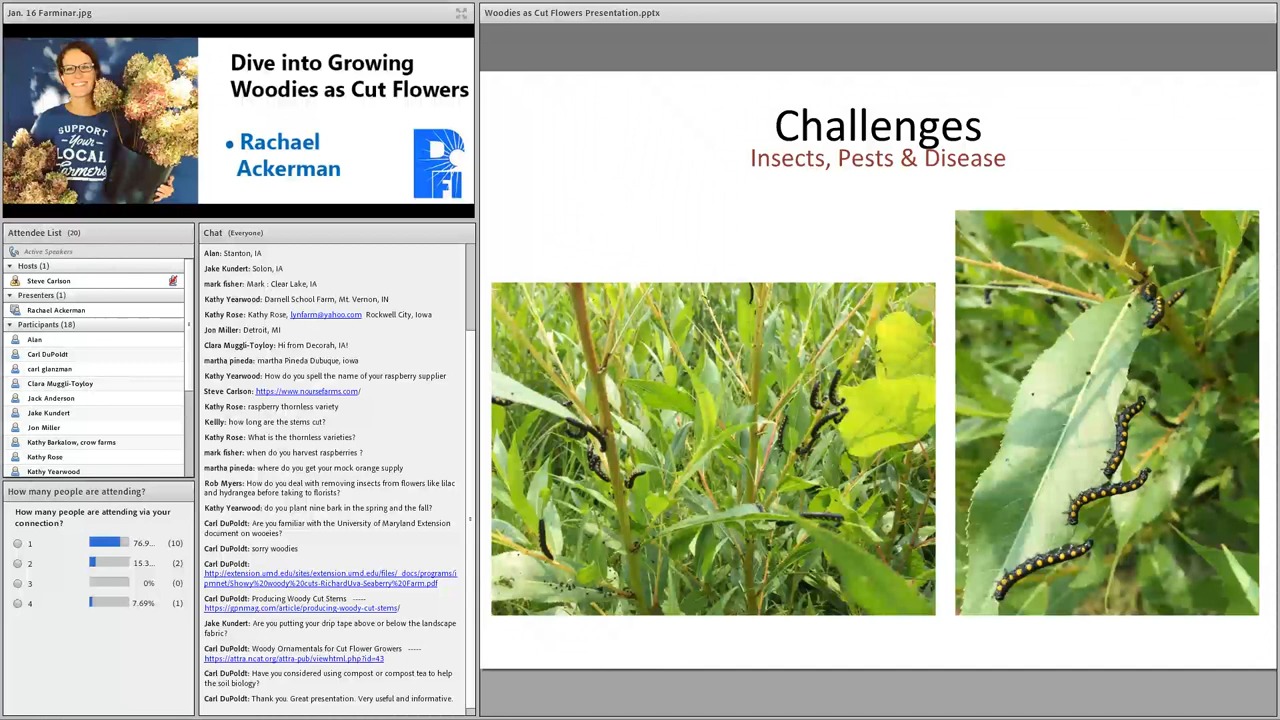 Jan. 16 Farminar.jpg
Dive into Growing
Woodies as Cut Flowers
• Rachael
Ackerman
SUPPORT
Your
LOCAL
Farmers
PFI
Attendee List (20)
Active Speakers
Hosts (1)
Steve Carlson
Presenters (1)
Rachael Ackerman
Participants (18)
Alan
Carl DuPoldt
carl glanzman
Clara Muggli-Toyloy
Jack Anderson
Jake Kundert
Jon Miller
Kathy Barkalow, crow farms
Kathy Rose
Kathy Yearwood
How many people are attending?
How many people are attending via your
connection?
1 76.9... (10)
2 15.3... (2)
3 0% (0)
4 7.69% (1)
Chat (Everyone)
Alan: Stanton, IA
Jake Kundert: Solon, IA
mark fisher: Mark : Clear Lake, IA
Kathy Yearwood: Darnell School Farm, Mt. Vernon, IN
Kathy Rose: Kathy Rose, lynfarm@yahoo.com Rockwell City, Iowa
Jon Miller: Detroit, MI
Clara Muggli-Toyloy: Hi from Decorah, IA!
martha pineda: martha Pineda Dubuque, iowa
Kathy Yearwood: How do you spell the name of your raspberry supplier
Steve Carlson: https://www.noursefarms.com/
Kathy Rose: raspberry thornless variety
Kellly: how long are the stems cut?
Kathy Rose: What is the thornless varieties?
mark fisher: when do you harvest raspberries ?
martha pineda: where do you get your mock orange supply
Rob Myers: How do you deal with removing insects from flowers like lilac
and hydrangea before taking to florists?
Kathy Yearwood: do you plant nine bark in the spring and the fall?
Carl DuPoldt: Are you familiar with the University of Maryland Extension
document on wooeies?
Carl DuPoldt: sorry woodies
Carl DuPoldt:
http://extension.umd.edu/sites/extension.umd.edu/files/_docs/programs/i
pmnet/Showy%20woody%20cuts-RichardUva-Seaberry%20Farm.pdf
Carl DuPoldt: Producing Woody Cut Stems -----
https://gpnmag.com/article/producing-woody-cut-stems/
Jake Kundert: Are you putting your drip tape above or below the landscape
fabric?
Carl DuPoldt: Woody Ornamentals for Cut Flower Growers -----
https://attra.ncat.org/attra-pub/viewhtml.php?id=43
Carl DuPoldt: Have you considered using compost or compost tea to help
the soil biology?
Carl DuPoldt: Thank you. Great presentation. Very useful and informative.
Woodies as Cut Flowers Presentation.pptx
Challenges
Insects, Pests & Disease